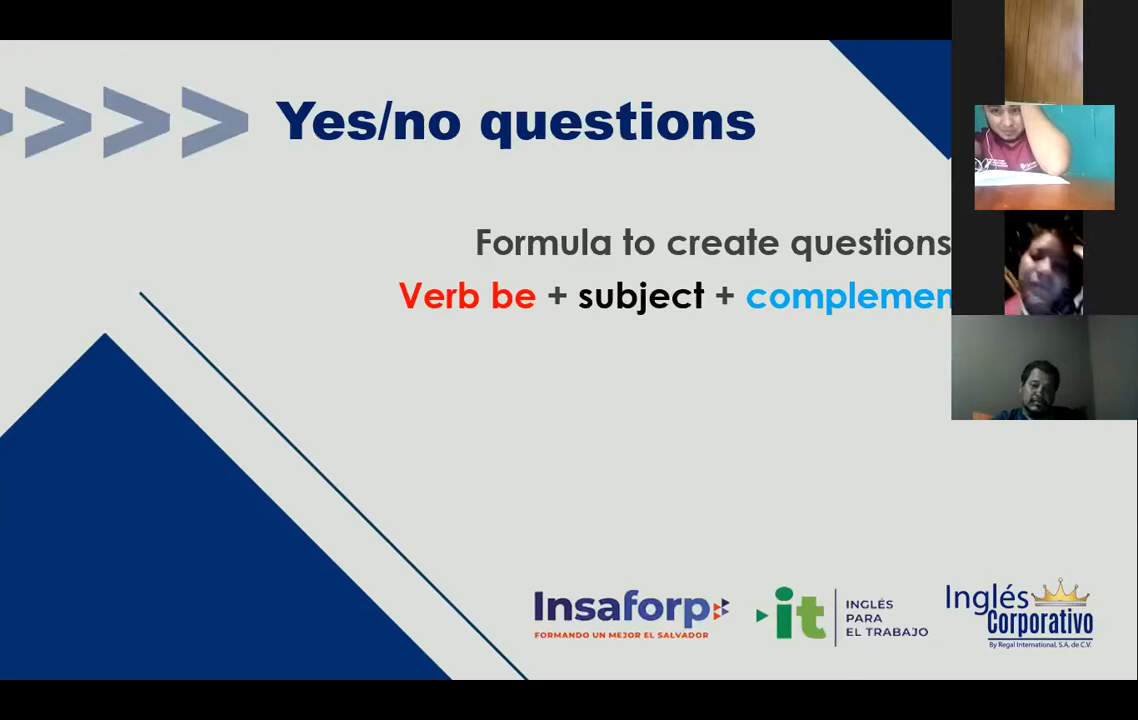 Yes/no questions
Formula to create questions
Verb be + subject + complemen
Insaforp
FORMANDO UN MEJOR EL SALVADOR
it
INGLÉS
PARA
EL TRABAJO
Inglés
Corporativo
By Regal International, S.A. de C.V.